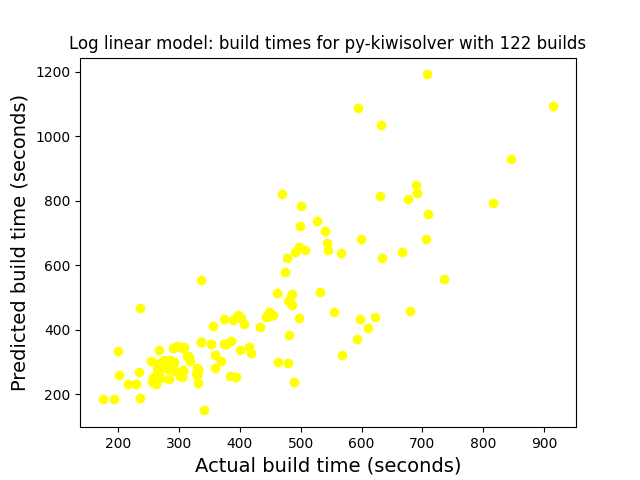 Log linear model: build times for py-kiwisolver with 122 builds
Predicted build time (seconds)
1200
1000
800
600
400
200
200 300 400 500 600 700 800 900
Actual build time (seconds)